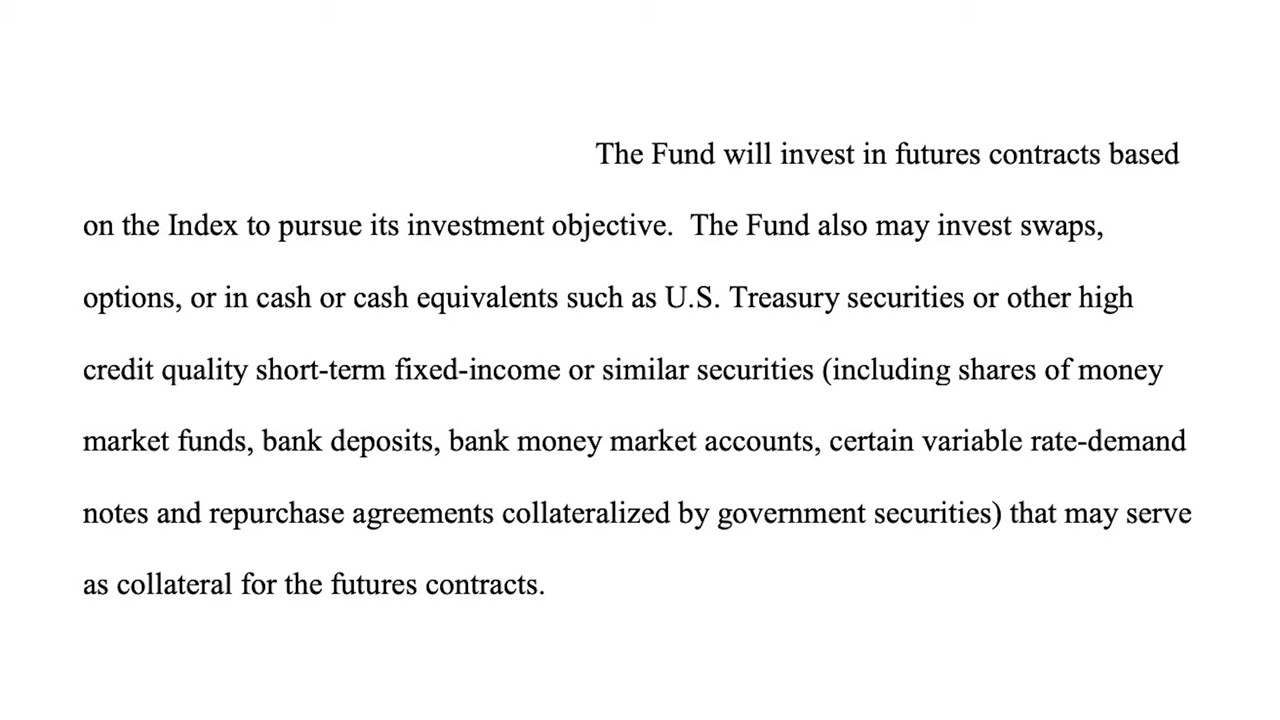 The Fund will invest in futures contracts based
on the Index to pursue its investment objective.  The Fund also may invest swaps,
options, or in cash or cash equivalents such as U.S. Treasury securities or other high
credit quality short-term fixed-income or similar securities (including shares of money
market funds, bank deposits, bank money market accounts, certain variable rate-demand
notes and repurchase agreements collateralized by government securities) that may serve
as collateral for the futures contracts.